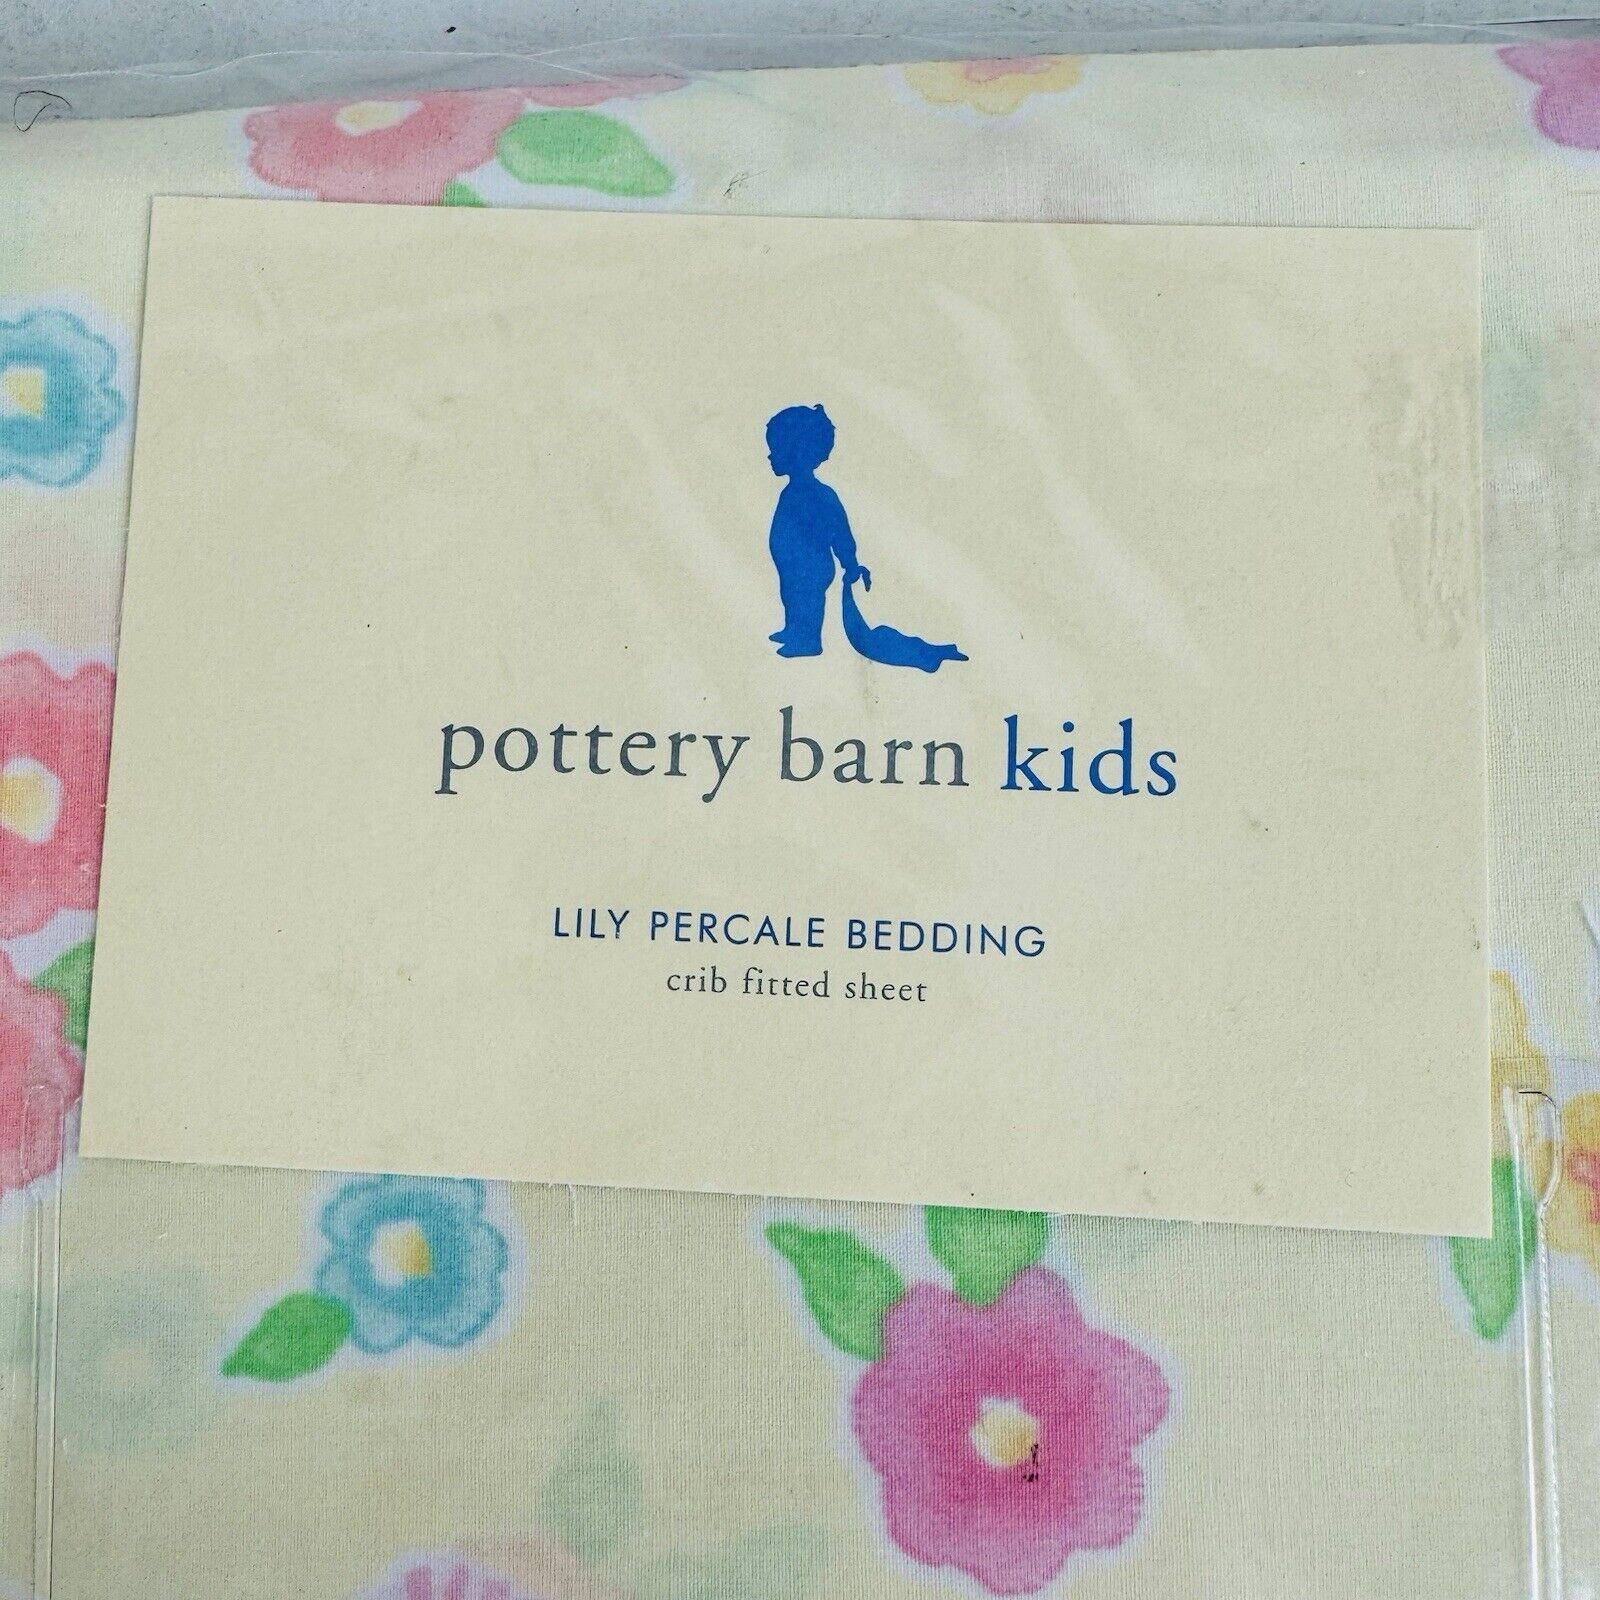 pottery barn kids
LILY PERCALE BEDDING
crib fitted sheet